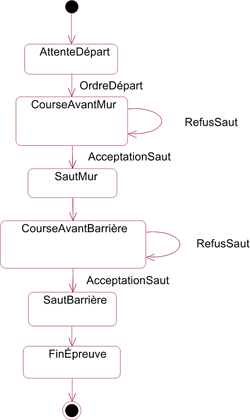 AttenteDépart
OrdreDépart
CourseAvantMur
RefusSaut
AcceptationSaut
SautMur
CourseAvantBarrière
RefusSaut
AcceptationSaut
SautBarrière
FinÉpreuve